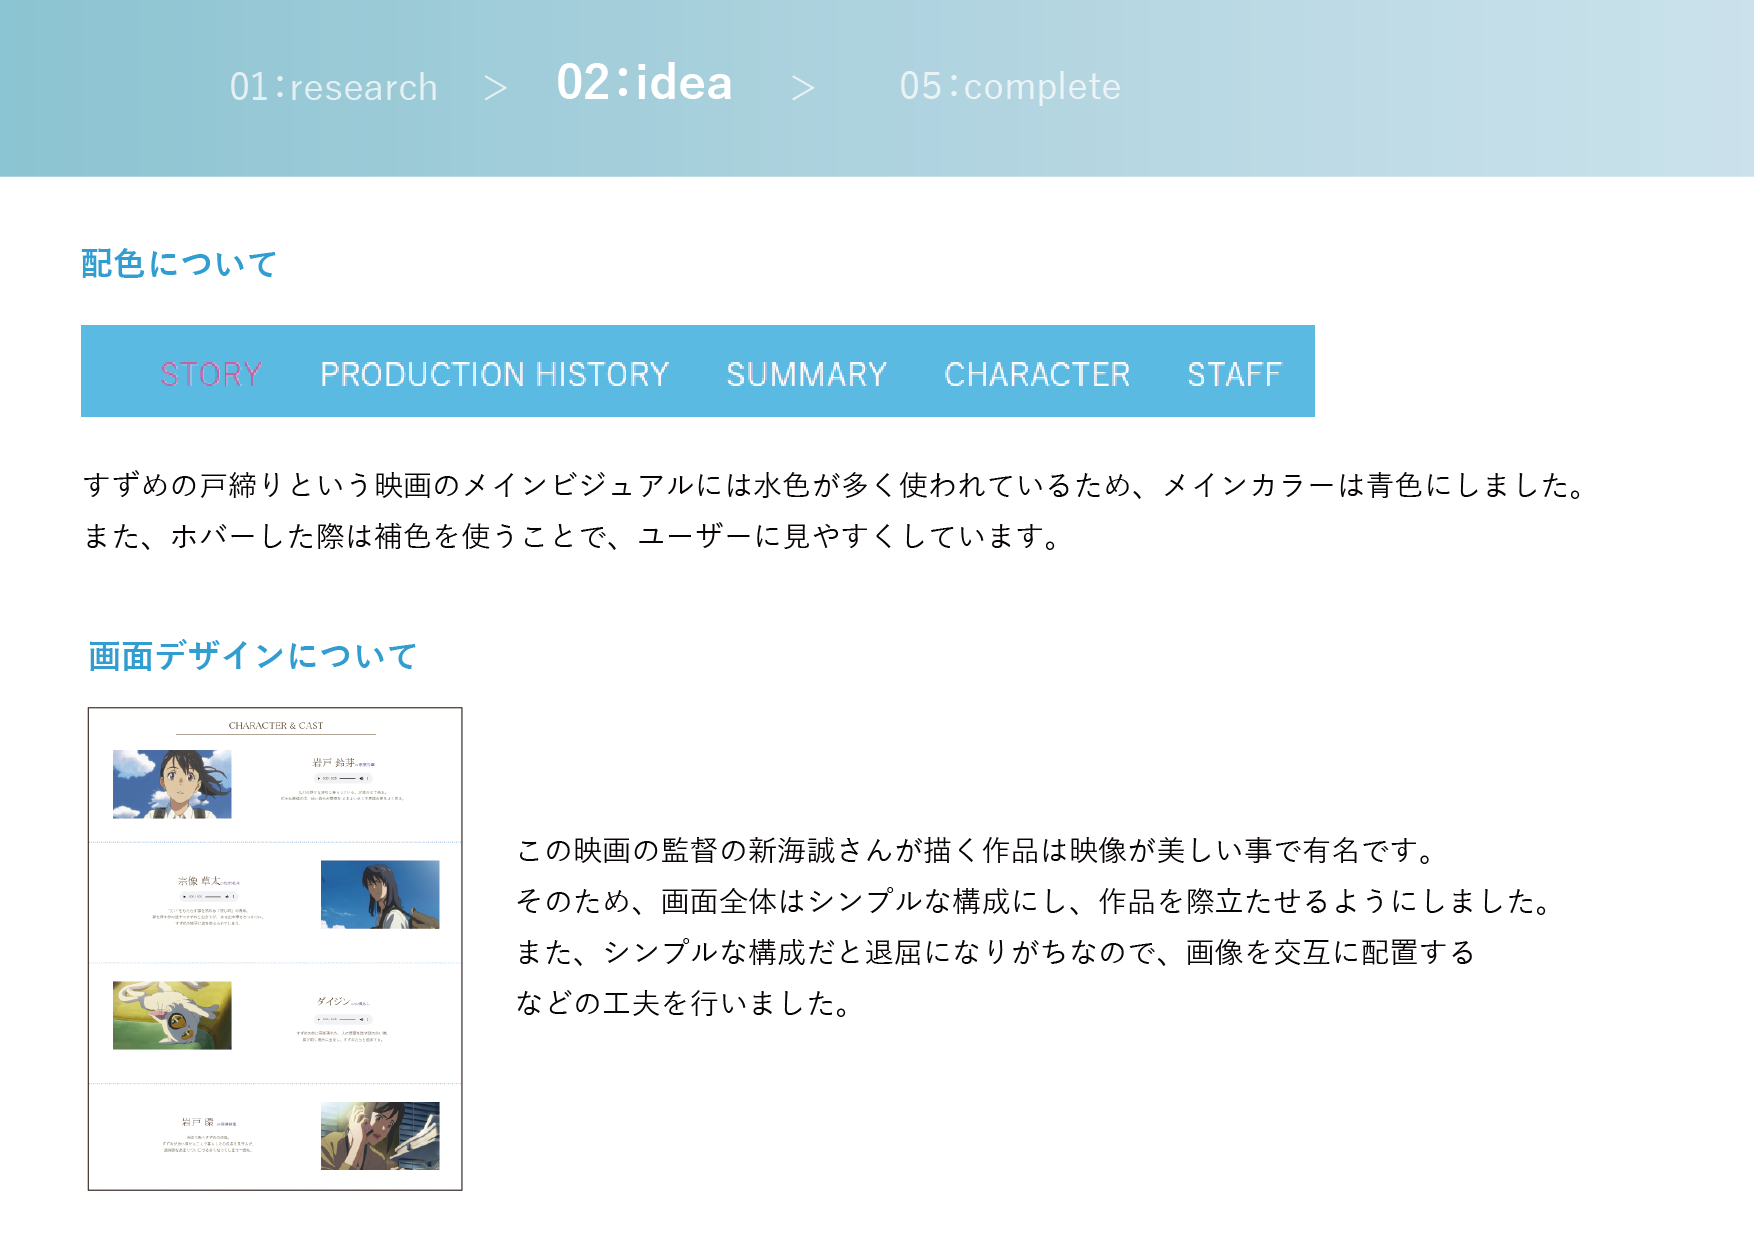 01:research > 02:idea > 05:complete
配色について
STORY PRODUCTION HISTORY SUMMARY CHARACTER STAFF
すずめの戸締りという映画のメインビジュアルには水色が多く使われているため、メインカラーは青色にしました。
また、ホバーした際は補色を使うことで、ユーザーに見やすくしています。
画面デザインについて
CHARACTER & CAST
岩戸 鈴芽
宗像 草太
ダイジン
岩戸 環
この映画の監督の新海誠さんが描く作品は映像が美しい事で有名です。
そのため、画面全体はシンプルな構成にし、作品を際立たせるようにしました。
また、シンプルな構成だと退屈になりがちなので、画像を交互に配置する
などの工夫を行いました。